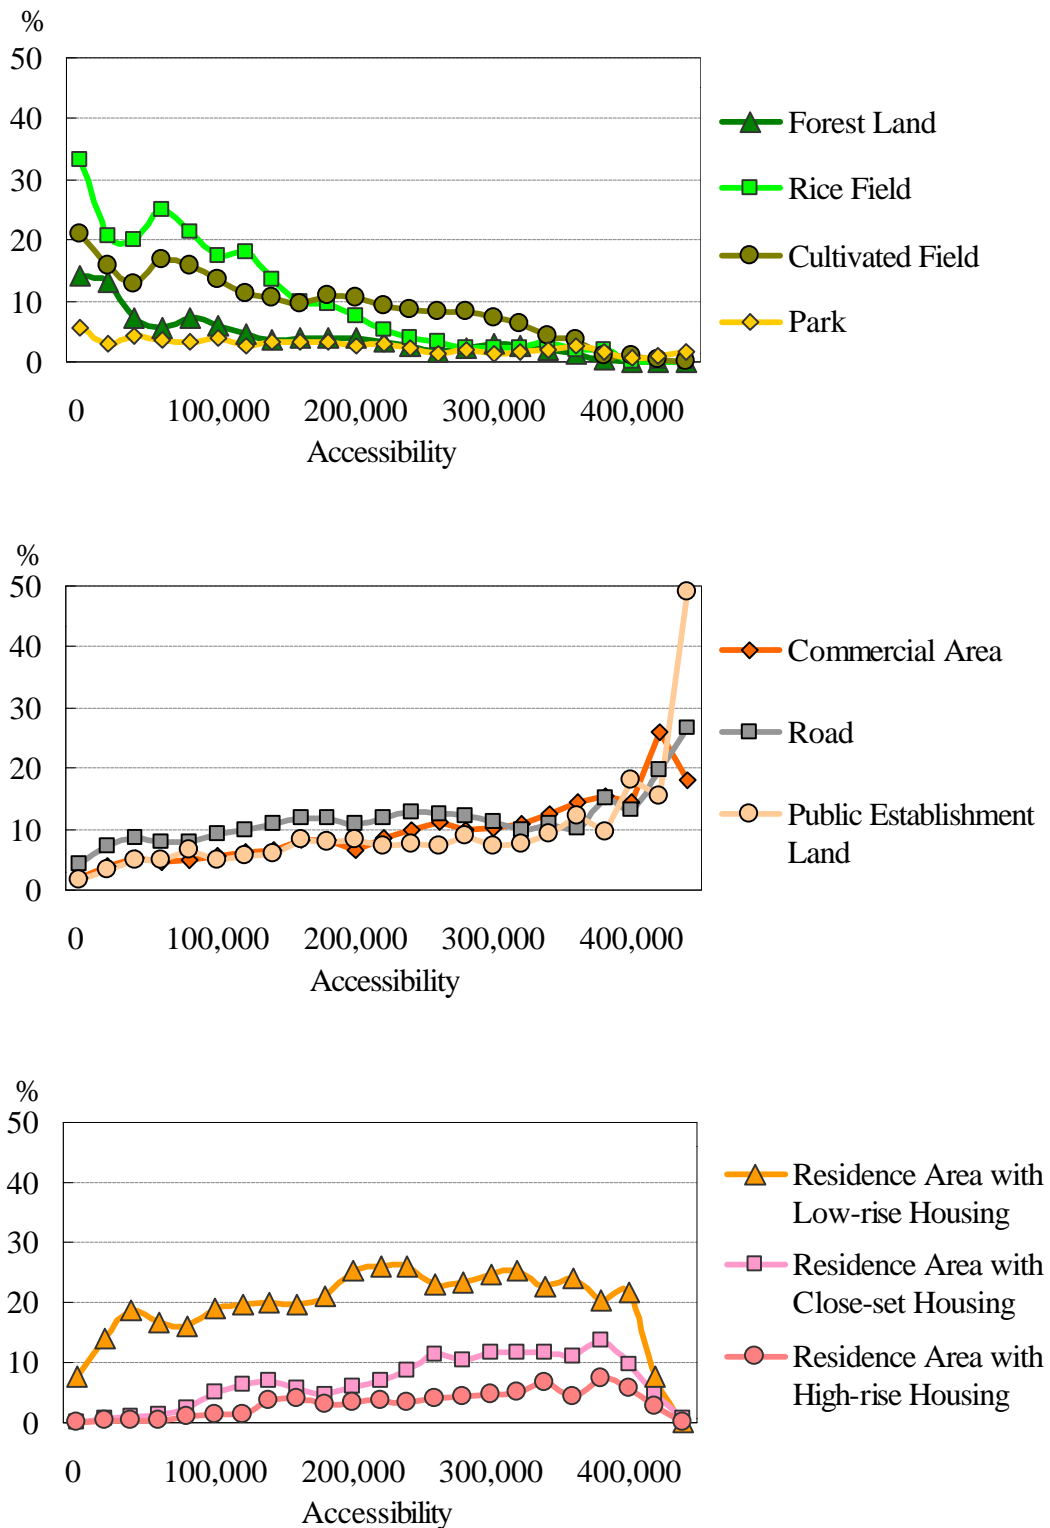 %
50
40
30
20
10
0
0 100,000 200,000 300,000 400,000
Accessibility
Forest Land
Rice Field
Cultivated Field
Park
%
50
40
30
20
10
0
0 100,000 200,000 300,000 400,000
Accessibility
Commercial Area
Road
Public Establishment
Land
%
50
40
30
20
10
0
0 100,000 200,000 300,000 400,000
Accessibility
Residence Area with
Low-rise Housing
Residence Area with
Close-set Housing
Residence Area with
High-rise Housing